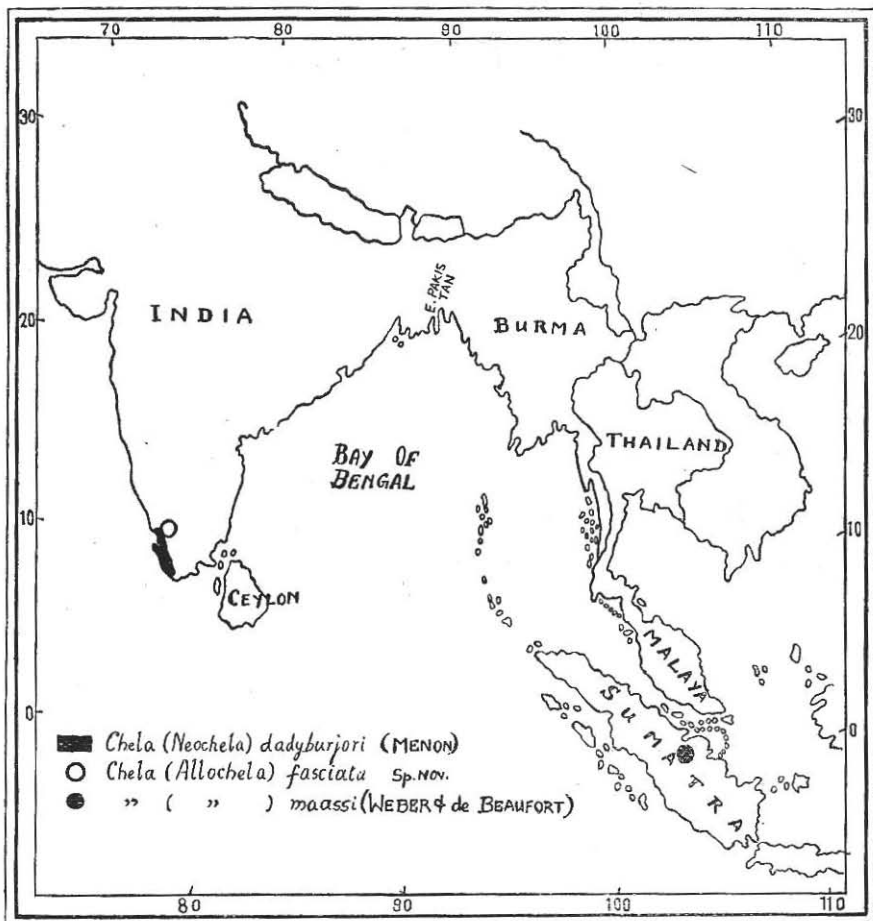 70 80 90 100 110
30 30
E. PAKIS
TAN
INDIA
BURMA
20 20
THAILAND
BAY OF
BENGAL
10 10
CEYLON
MALAYA
SUMATRA
0 0
Chela (Neochela) dadyburjori (MENON)
Chela (Allochela) fasciata Sp.nov.
" ( " ) maassi (WEBER & de BEAUFORT)
80 90 100 110